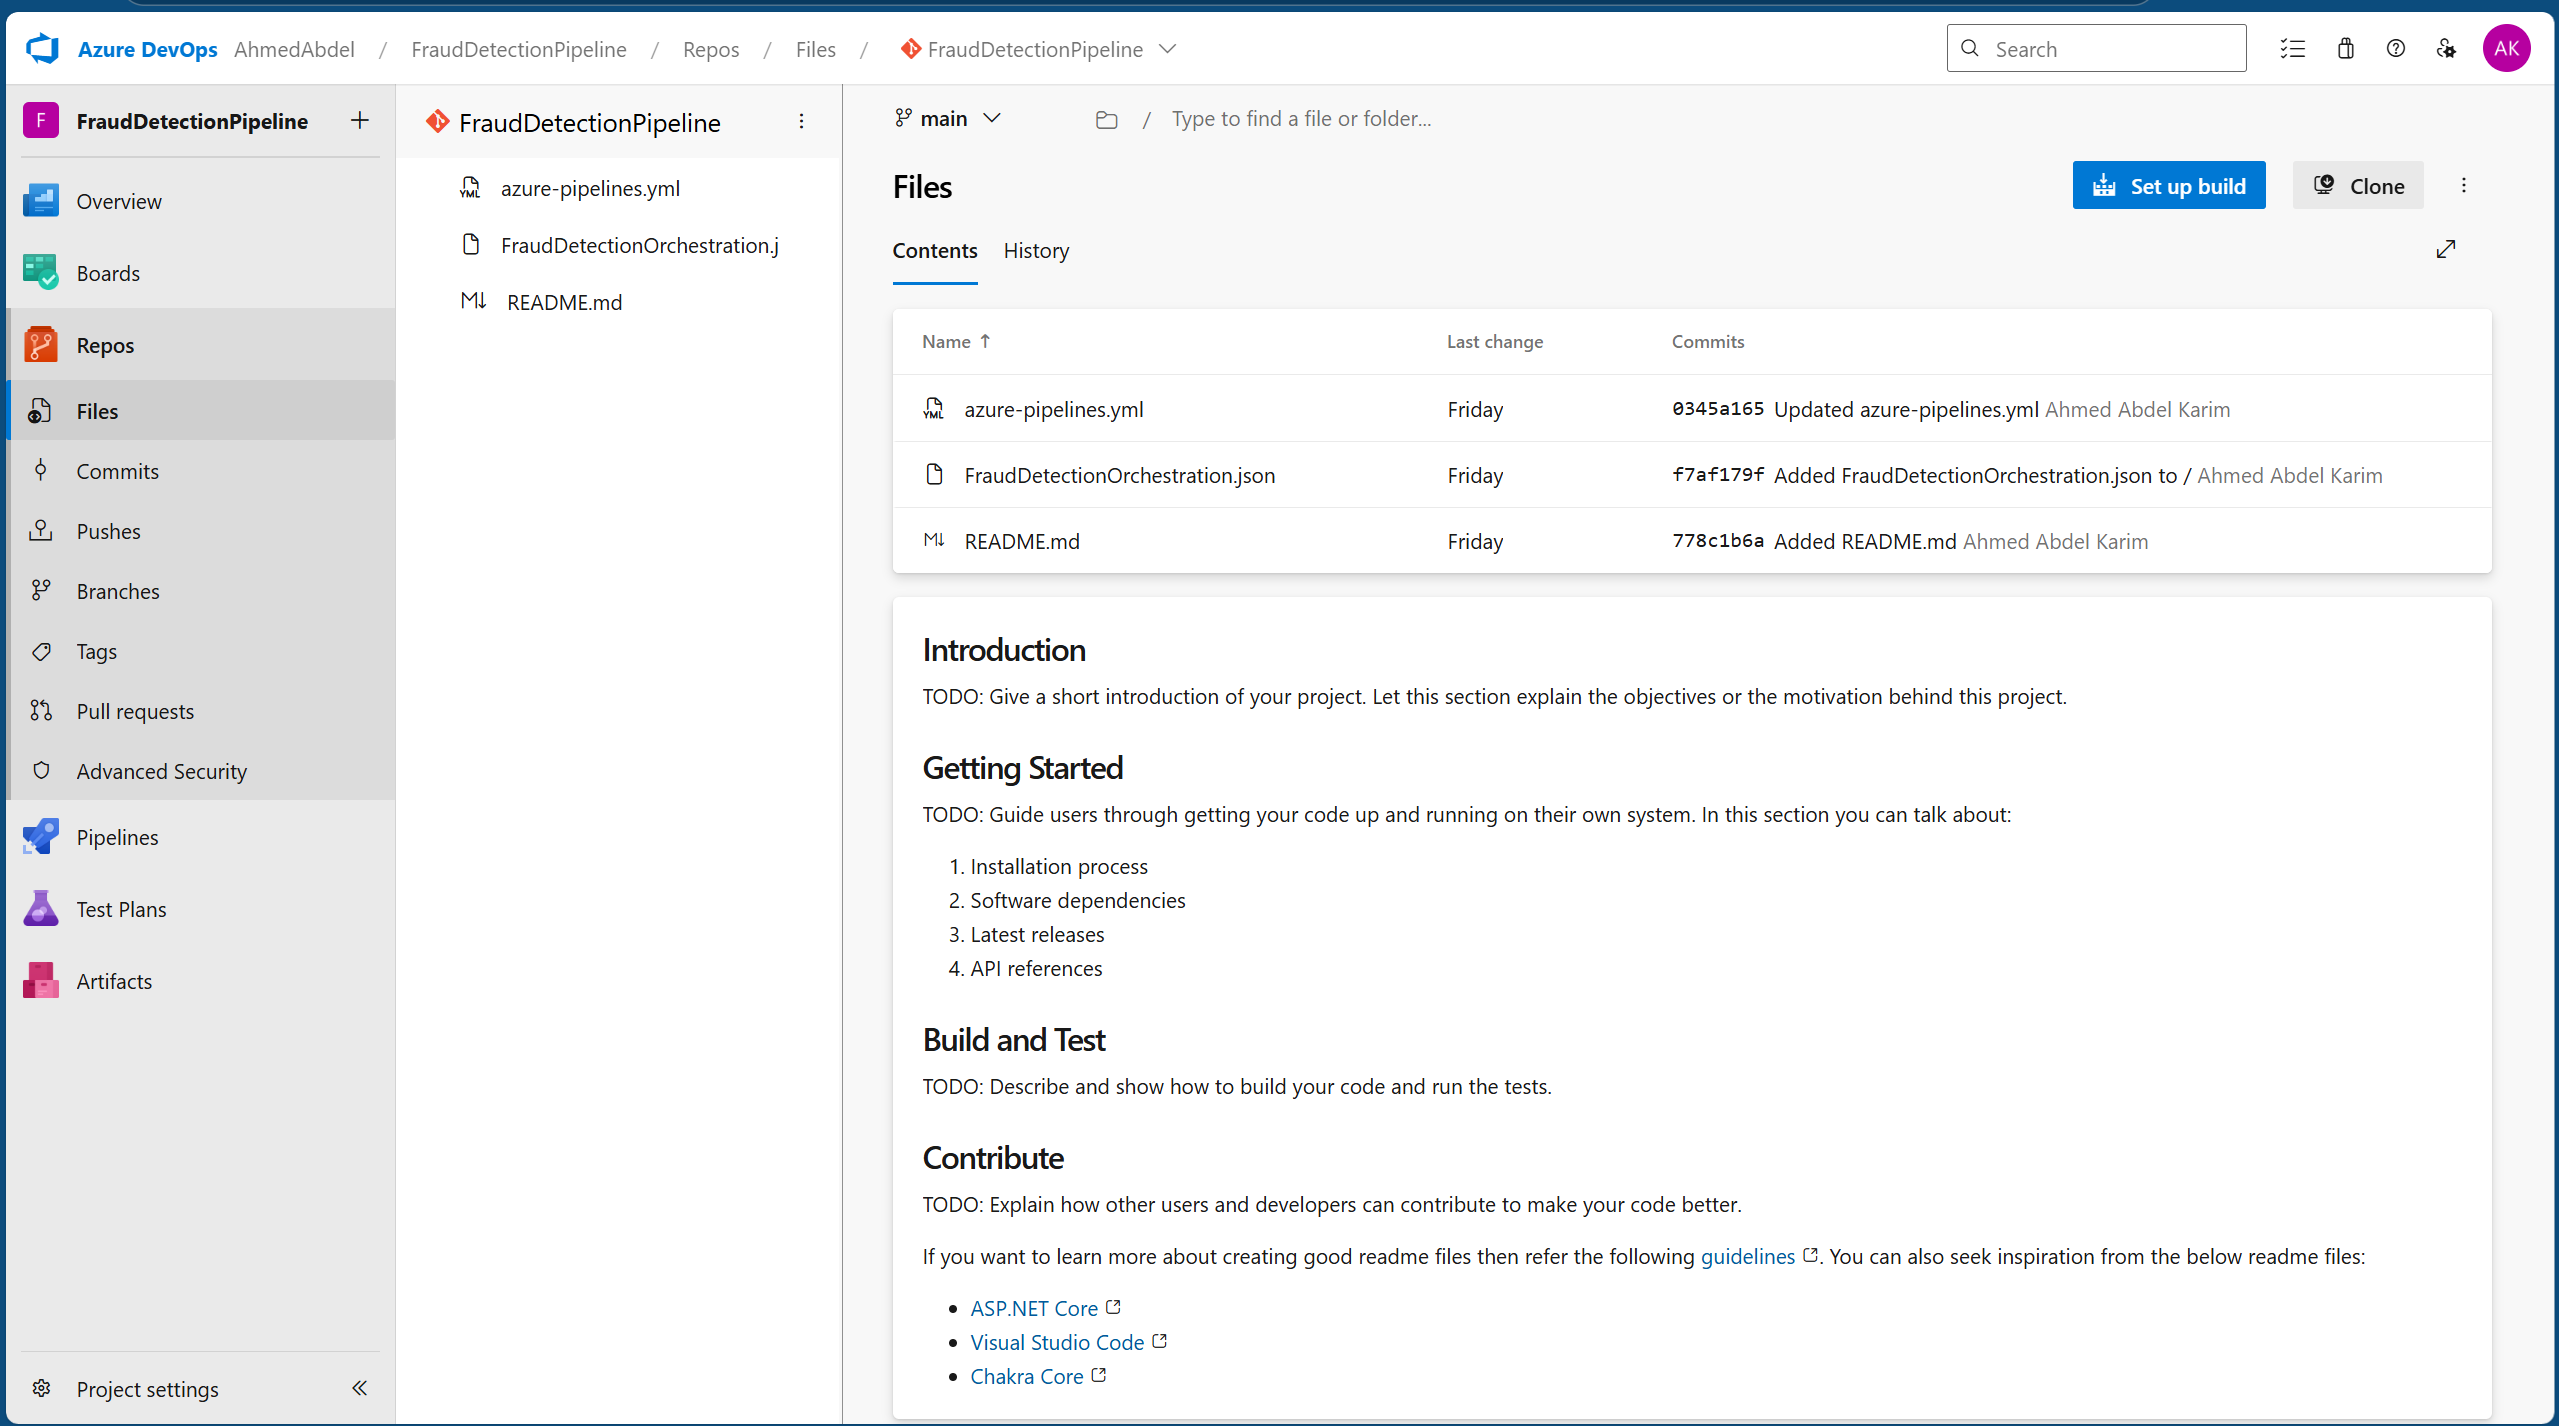 Azure DevOps AhmedAbdel / FraudDetectionPipeline / Repos / Files / FraudDetectionPipeline
Search
AK
F FraudDetectionPipeline
Overview
Boards
Repos
Files
Commits
Pushes
Branches
Tags
Pull requests
Advanced Security
Pipelines
Test Plans
Artifacts
Project settings
FraudDetectionPipeline
YML azure-pipelines.yml
FraudDetectionOrchestration.j
M↓ README.md
main / Type to find a file or folder...
Files
Set up build
Clone
Contents History
Name ↑ Last change Commits
YML azure-pipelines.yml Friday 0345a165 Updated azure-pipelines.yml Ahmed Abdel Karim
FraudDetectionOrchestration.json Friday f7af179f Added FraudDetectionOrchestration.json to / Ahmed Abdel Karim
M↓ README.md Friday 778c1b6a Added README.md Ahmed Abdel Karim
Introduction
TODO: Give a short introduction of your project. Let this section explain the objectives or the motivation behind this project.
Getting Started
TODO: Guide users through getting your code up and running on their own system. In this section you can talk about:
1. Installation process
2. Software dependencies
3. Latest releases
4. API references
Build and Test
TODO: Describe and show how to build your code and run the tests.
Contribute
TODO: Explain how other users and developers can contribute to make your code better.
If you want to learn more about creating good readme files then refer the following guidelines. You can also seek inspiration from the below readme files:
• ASP.NET Core
• Visual Studio Code
• Chakra Core